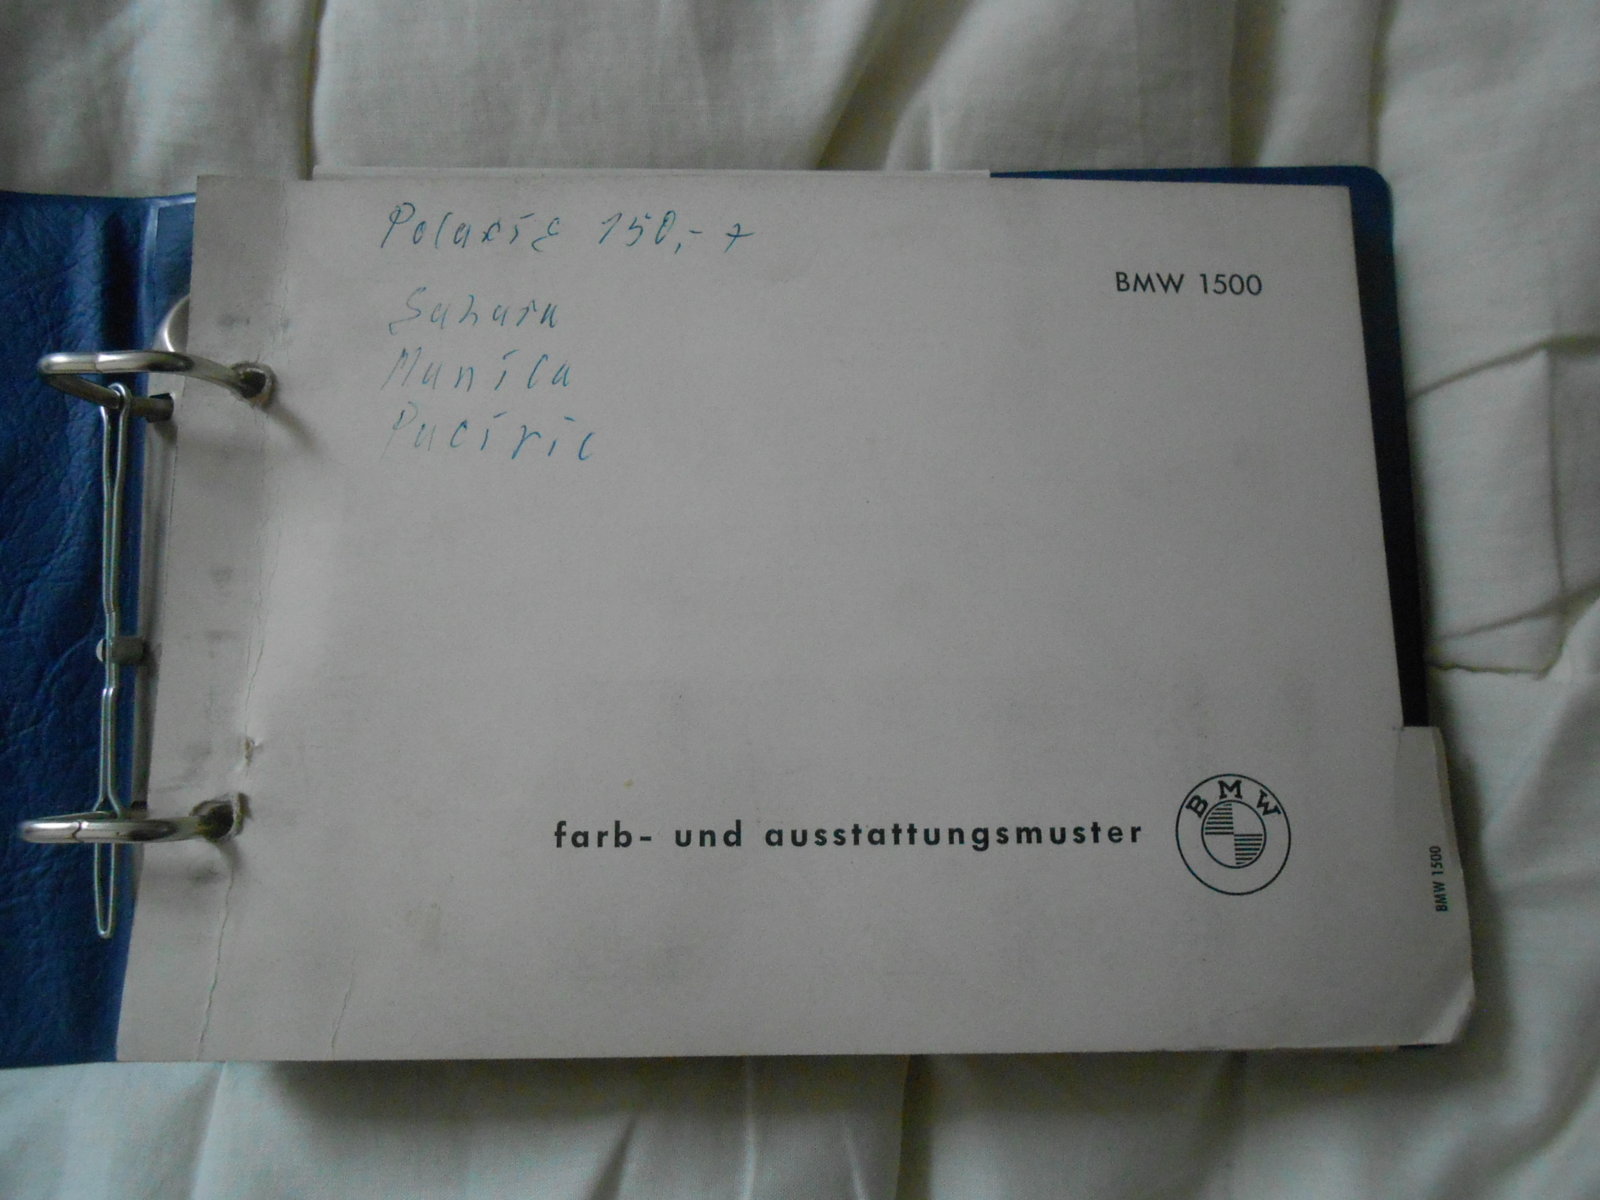 Polaris 150,- +
Sahara
Manila
Pacific
BMW 1500
farb- und ausstattungsmuster
BMW
BMW 1500